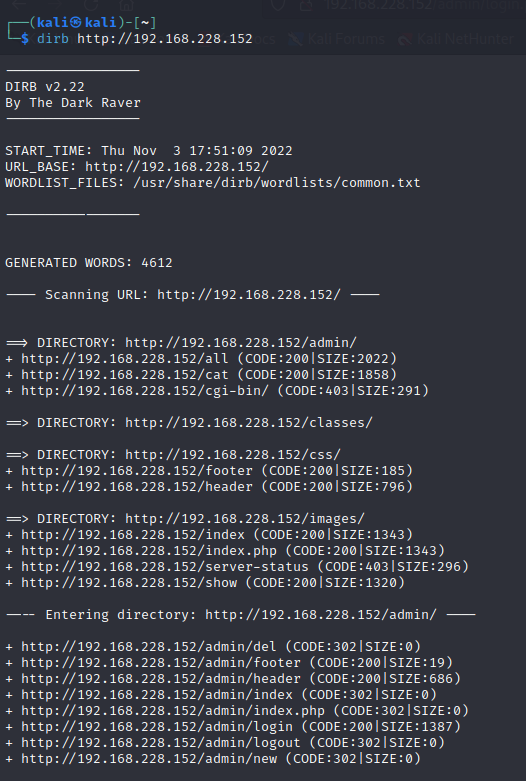 192.168.228.152/
┌──(kali㉿kali)-[~]
└─$ dirb http://192.168.228.152
Kali Forums Kali NetHunter
-----------------
DIRB v2.22
By The Dark Raver
-----------------
START_TIME: Thu Nov  3 17:51:09 2022
URL_BASE: http://192.168.228.152/
WORDLIST_FILES: /usr/share/dirb/wordlists/common.txt
-----------------
GENERATED WORDS: 4612
---- Scanning URL: http://192.168.228.152/ ----
==> DIRECTORY: http://192.168.228.152/admin/
+ http://192.168.228.152/all (CODE:200|SIZE:2022)
+ http://192.168.228.152/cat (CODE:200|SIZE:1858)
+ http://192.168.228.152/cgi-bin/ (CODE:403|SIZE:291)
==> DIRECTORY: http://192.168.228.152/classes/
==> DIRECTORY: http://192.168.228.152/css/
+ http://192.168.228.152/footer (CODE:200|SIZE:185)
+ http://192.168.228.152/header (CODE:200|SIZE:796)
==> DIRECTORY: http://192.168.228.152/images/
+ http://192.168.228.152/index (CODE:200|SIZE:1343)
+ http://192.168.228.152/index.php (CODE:200|SIZE:1343)
+ http://192.168.228.152/server-status (CODE:403|SIZE:296)
+ http://192.168.228.152/show (CODE:200|SIZE:1320)
---- Entering directory: http://192.168.228.152/admin/ ----
+ http://192.168.228.152/admin/del (CODE:302|SIZE:0)
+ http://192.168.228.152/admin/footer (CODE:200|SIZE:19)
+ http://192.168.228.152/admin/header (CODE:200|SIZE:686)
+ http://192.168.228.152/admin/index (CODE:302|SIZE:0)
+ http://192.168.228.152/admin/index.php (CODE:302|SIZE:0)
+ http://192.168.228.152/admin/login (CODE:200|SIZE:1387)
+ http://192.168.228.152/admin/logout (CODE:302|SIZE:0)
+ http://192.168.228.152/admin/new (CODE:302|SIZE:0)